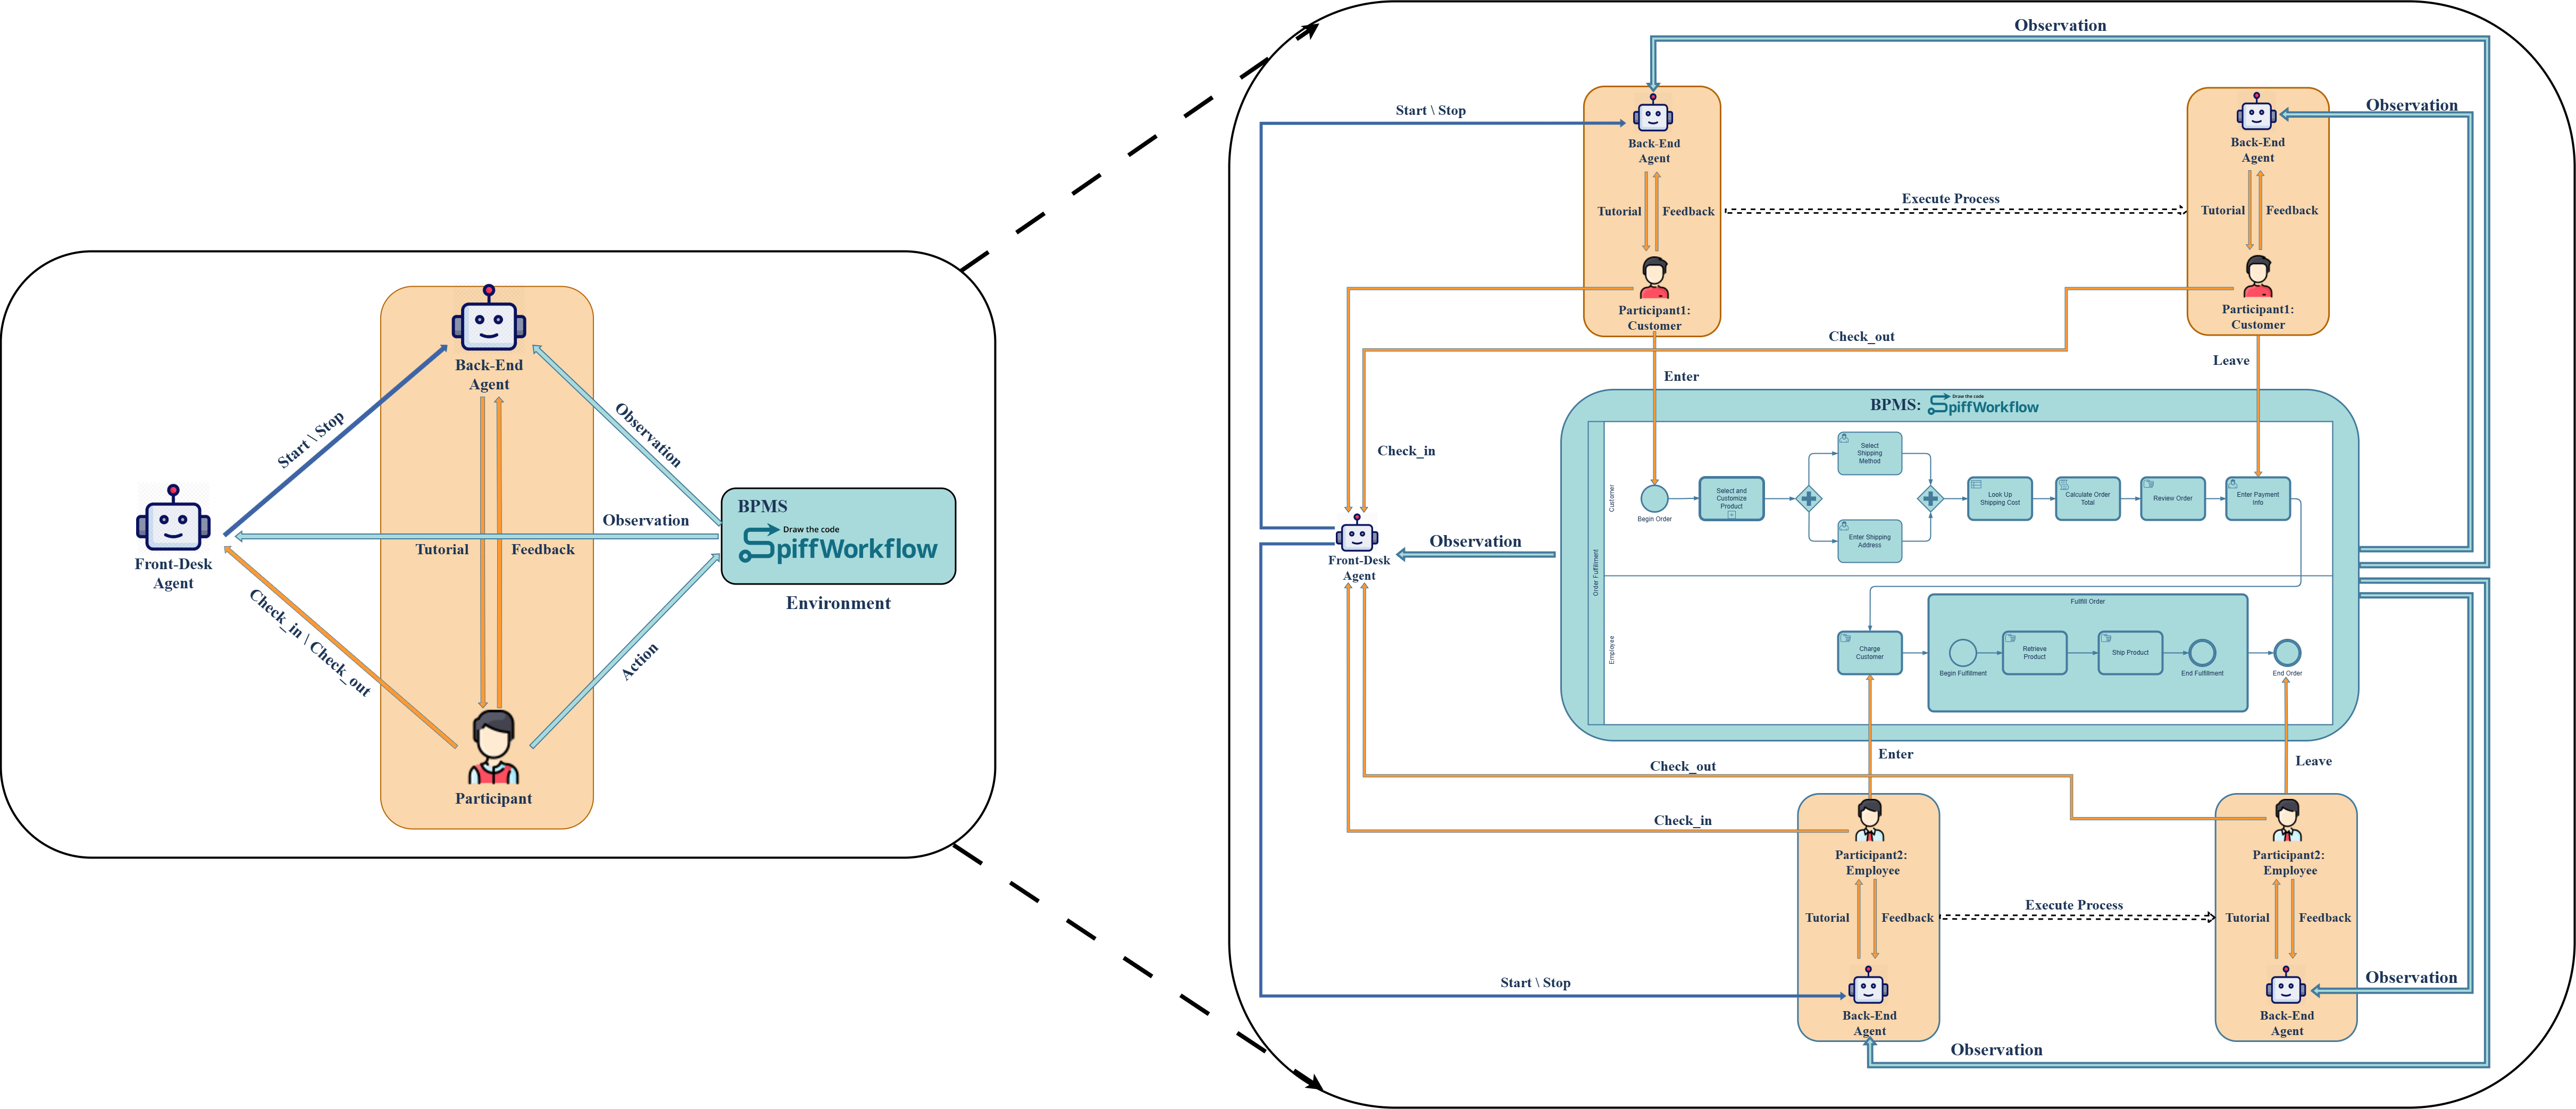 Back-End
Agent
Start \ Stop
Observation
Front-Desk
Agent
Observation
Tutorial
Feedback
BPMS
Draw the code
SpiffWorkflow
Environment
Check_in \ Check_out
Action
Participant
Observation
Start \ Stop
Back-End
Agent
Tutorial
Feedback
Participant1:
Customer
Execute Process
Observation
Back-End
Agent
Tutorial
Feedback
Participant1:
Customer
Check_out
Enter
Leave
Check_in
Front-Desk
Agent
Observation
BPMS:
Draw the code
SpiffWorkflow
Order Fulfillment
Customer
Begin Order
Select and
Customize
Product
Select
Shipping
Method
Enter Shipping
Address
Look Up
Shipping Cost
Calculate Order
Total
Review Order
Enter Payment
Info
Employee
Charge
Customer
Fullfill Order
Begin Fulfillment
Retrieve
Product
Ship Product
End Fulfillment
End Order
Enter
Leave
Check_out
Check_in
Participant2:
Employee
Tutorial
Feedback
Back-End
Agent
Execute Process
Participant2:
Employee
Tutorial
Feedback
Back-End
Agent
Observation
Start \ Stop
Observation